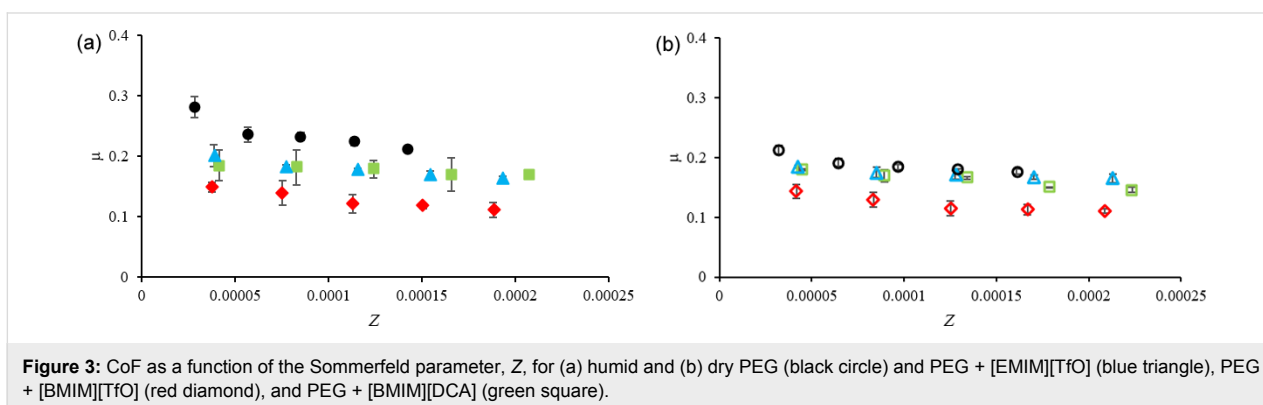 (a)
0.4
0.3
0.2
0.1
0
μ
0
0.00005
0.0001
0.00015
0.0002
0.00025
Z
(b)
0.4
0.3
0.2
0.1
0
μ
0
0.00005
0.0001
0.00015
0.0002
0.00025
Z
Figure 3: CoF as a function of the Sommerfeld parameter, Z, for (a) humid and (b) dry PEG (black circle) and PEG + [EMIM][TfO] (blue triangle), PEG
+ [BMIM][TfO] (red diamond), and PEG + [BMIM][DCA] (green square).